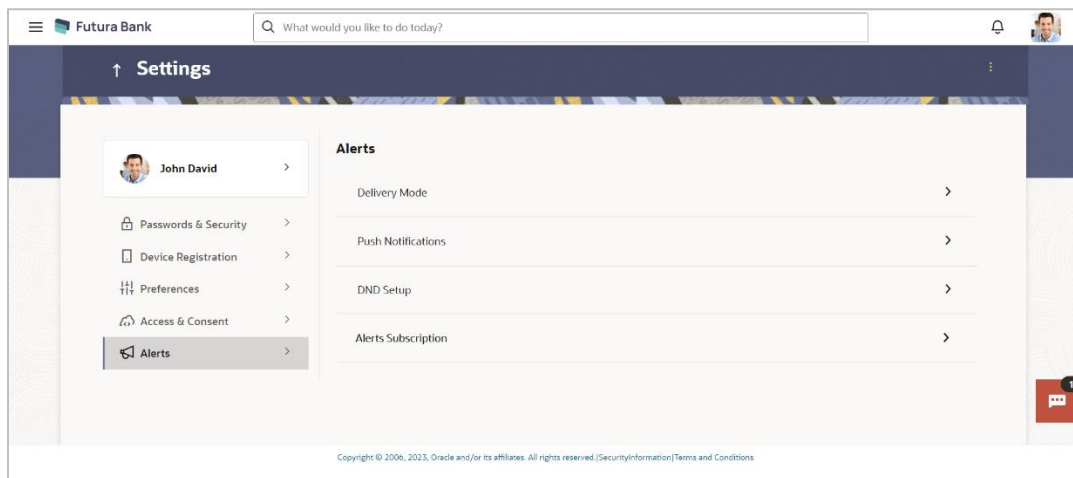 Futura Bank
What would you like to do today?
Settings
John David
Passwords & Security
Device Registration
Preferences
Access & Consent
Alerts
Alerts
Delivery Mode
Push Notifications
DND Setup
Alerts Subscription
1
Copyright © 2006, 2023, Oracle and/or its affiliates. All rights reserved.|SecurityInformation|Terms and Conditions